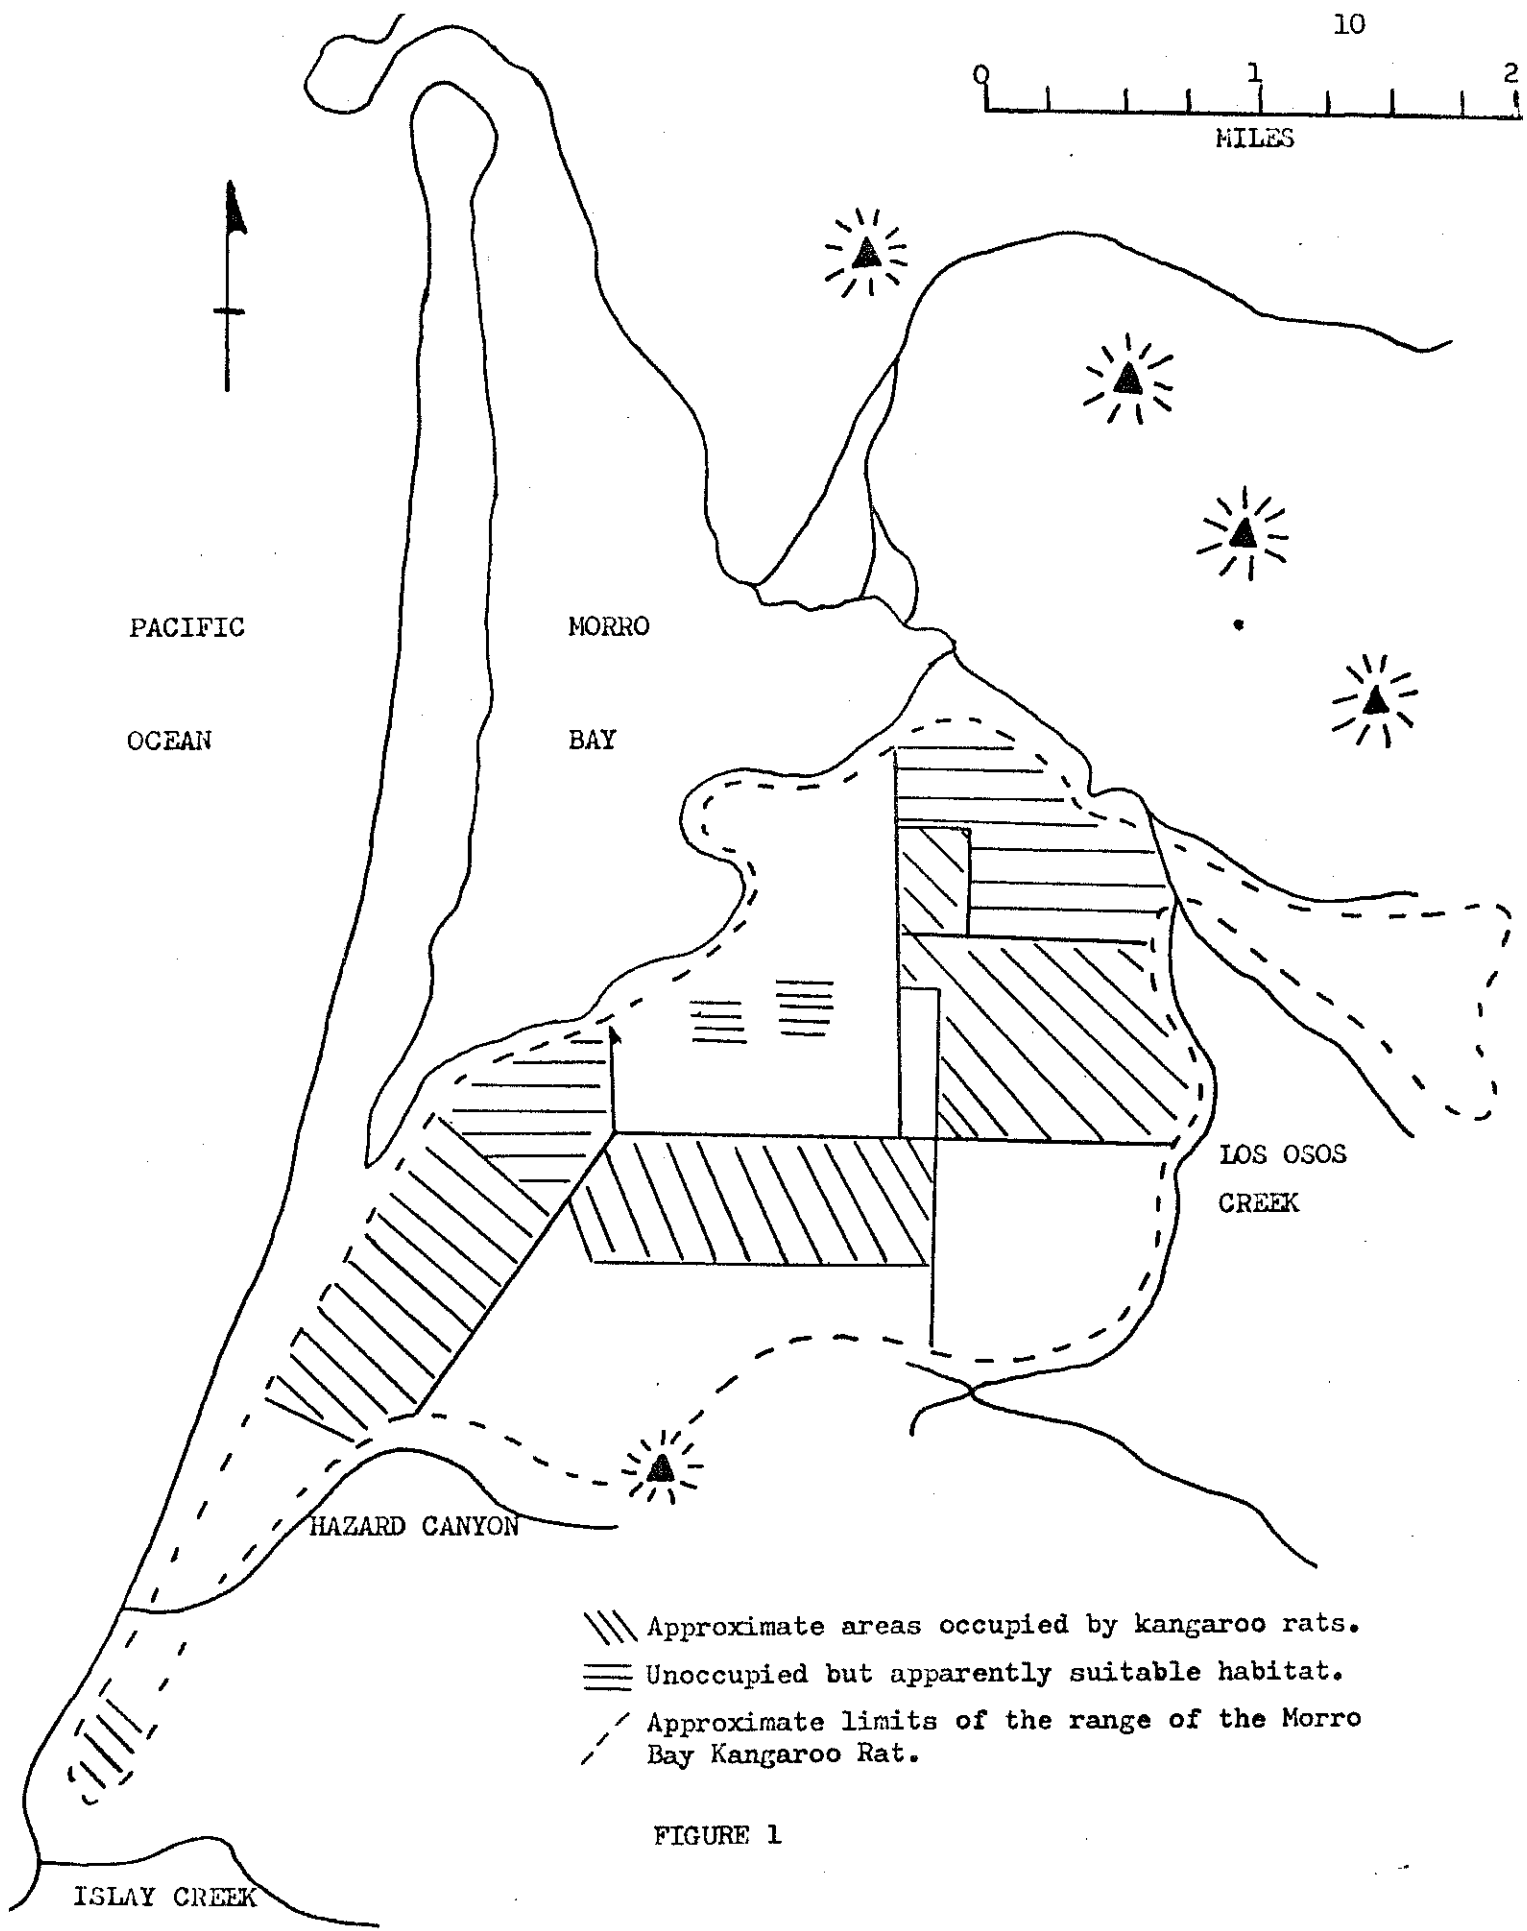 10
0 1 2
MILES
PACIFIC
MORRO
OCEAN
BAY
LOS OSOS
CREEK
HAZARD CANYON
Approximate areas occupied by kangaroo rats.
Unoccupied but apparently suitable habitat.
Approximate limits of the range of the Morro
Bay Kangaroo Rat.
FIGURE 1
ISLAY CREEK